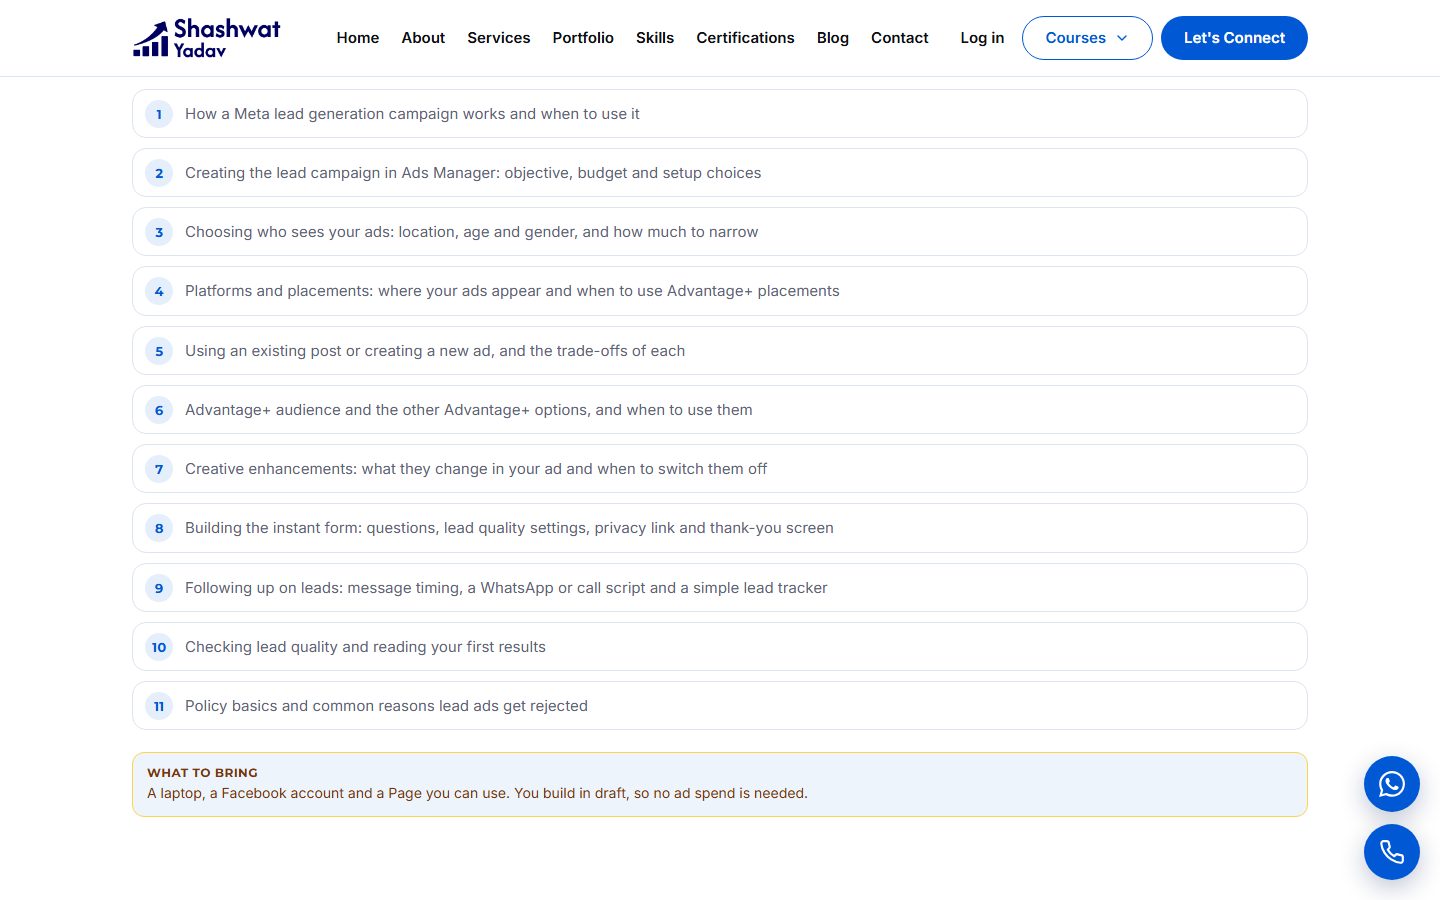 Shashwat
Yadav
Home About Services Portfolio Skills Certifications Blog Contact Log in Courses Let's Connect
1 How a Meta lead generation campaign works and when to use it
2 Creating the lead campaign in Ads Manager: objective, budget and setup choices
3 Choosing who sees your ads: location, age and gender, and how much to narrow
4 Platforms and placements: where your ads appear and when to use Advantage+ placements
5 Using an existing post or creating a new ad, and the trade-offs of each
6 Advantage+ audience and the other Advantage+ options, and when to use them
7 Creative enhancements: what they change in your ad and when to switch them off
8 Building the instant form: questions, lead quality settings, privacy link and thank-you screen
9 Following up on leads: message timing, a WhatsApp or call script and a simple lead tracker
10 Checking lead quality and reading your first results
11 Policy basics and common reasons lead ads get rejected
WHAT TO BRING
A laptop, a Facebook account and a Page you can use. You build in draft, so no ad spend is needed.